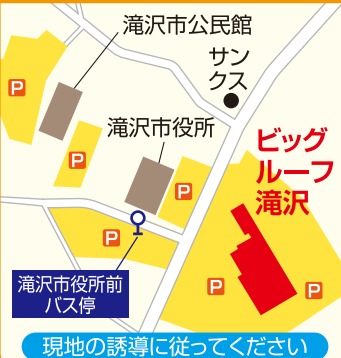 滝沢市公民館
サン
クス
P
滝沢市役所
P
ビッグ
ルーフ
滝沢
P
P
P
P
滝沢市役所前
バス停
現地の誘導に従ってください